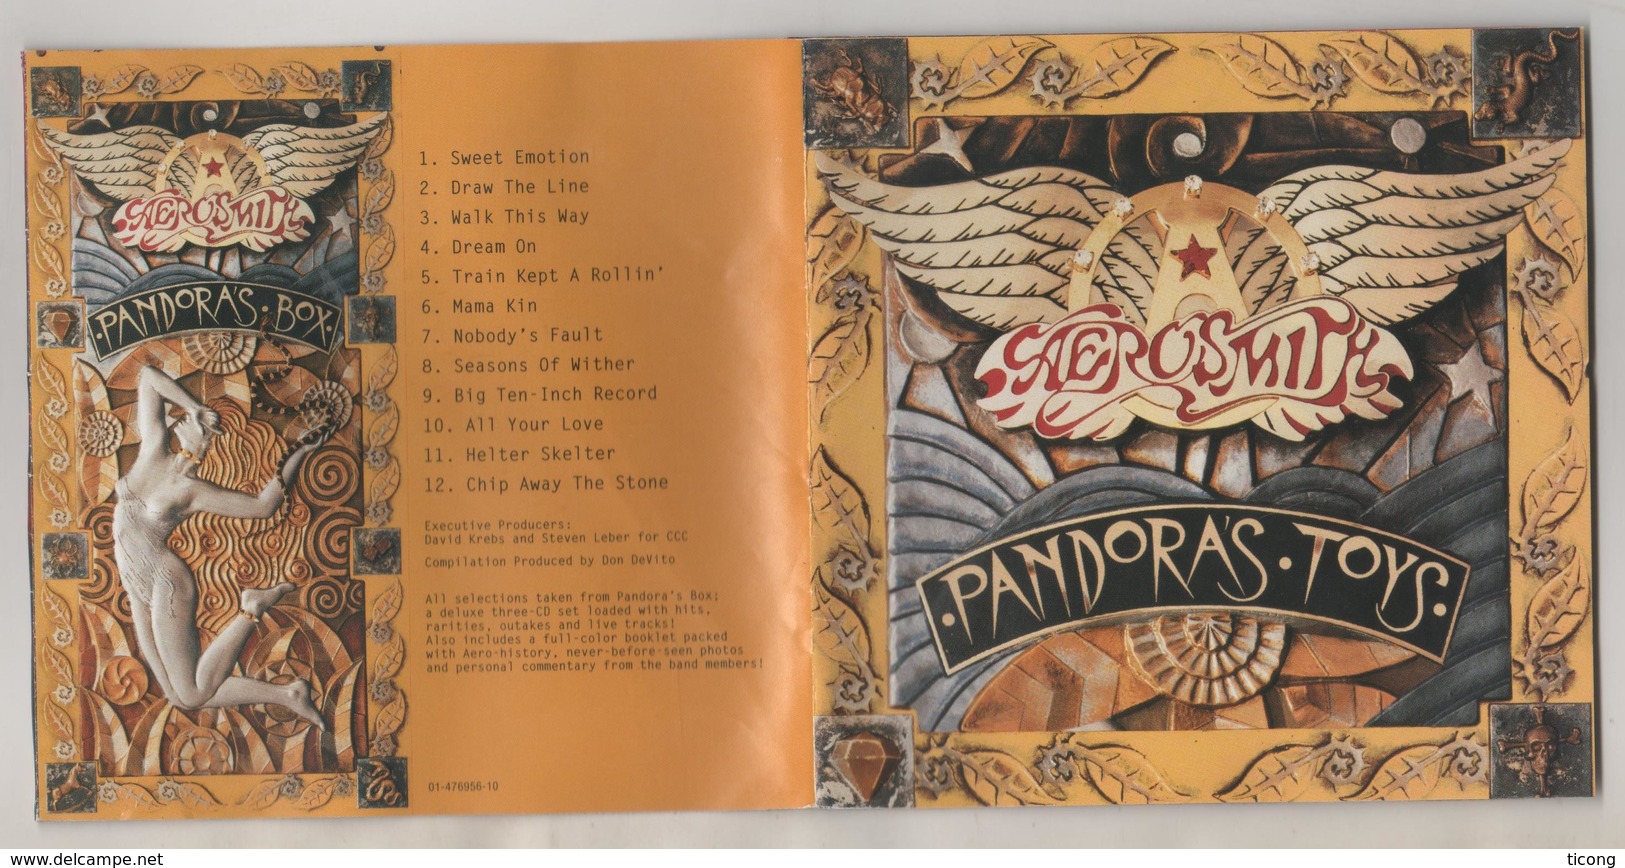 AEROSMITH
PANDORA'S · BOX
1. Sweet Emotion
2. Draw The Line
3. Walk This Way
4. Dream On
5. Train Kept A Rollin'
6. Mama Kin
7. Nobody's Fault
8. Seasons Of Wither
9. Big Ten-Inch Record
10. All Your Love
11. Helter Skelter
12. Chip Away The Stone
Executive Producers:
David Krebs and Steven Leber for CCC
Compilation Produced by Don DeVito
All selections taken from Pandora's Box;
a deluxe three-CD set loaded with hits,
rarities, outakes and live tracks!
Also includes a full-color booklet packed
with Aero-history, never-before-seen photos
and personal commentary from the band members!
01-476956-10
AEROSMITH
· PANDORA'S · TOYS ·
www.delcampe.net
ticong